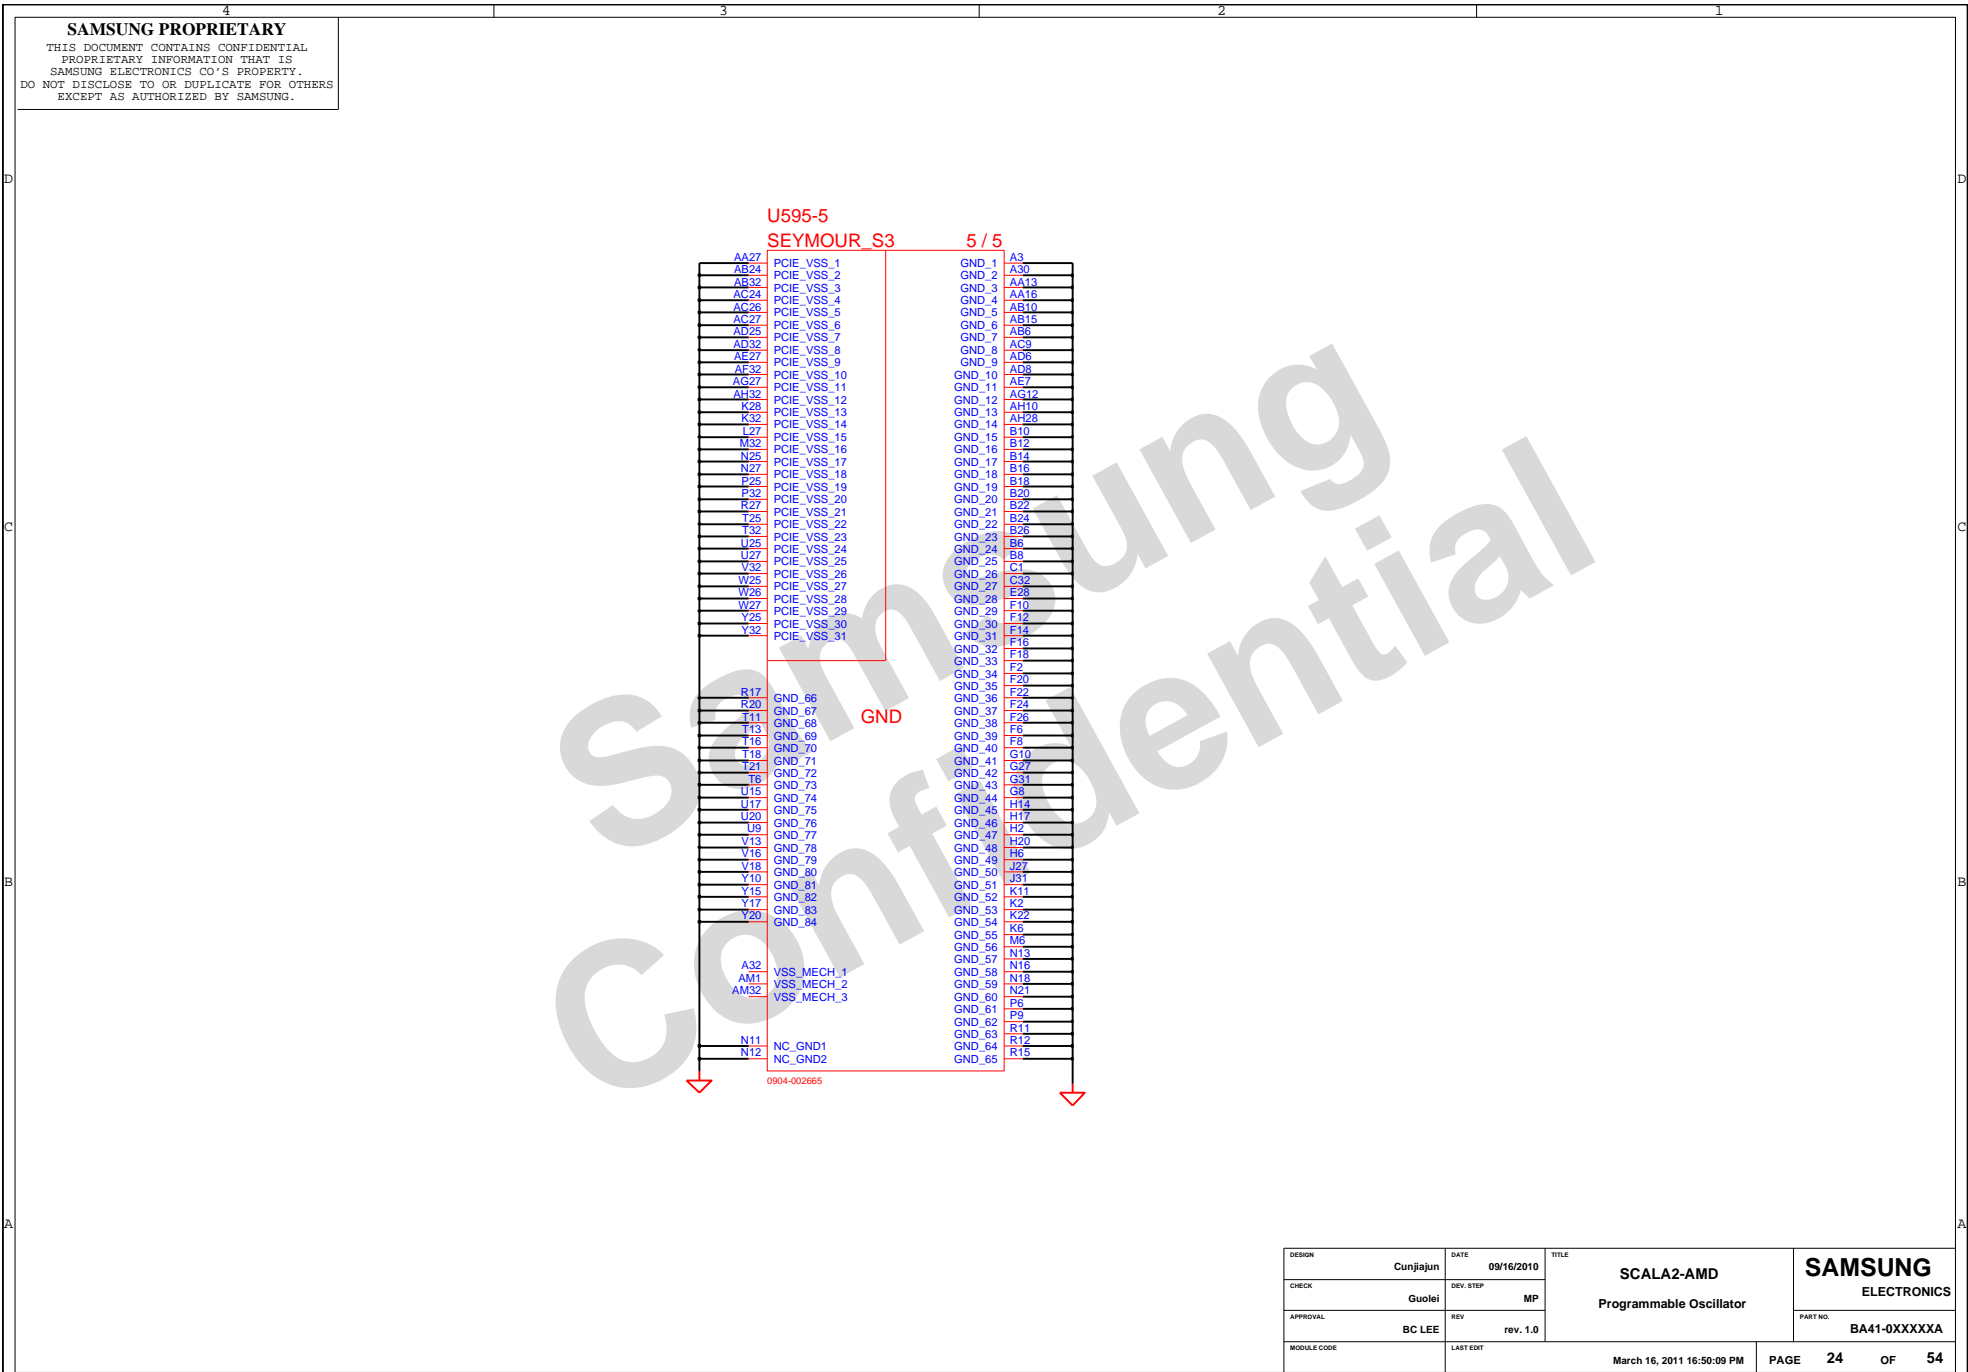 4 3 2 1
SAMSUNG PROPRIETARY
THIS DOCUMENT CONTAINS CONFIDENTIAL
PROPRIETARY INFORMATION THAT IS
SAMSUNG ELECTRONICS CO'S PROPERTY.
DO NOT DISCLOSE TO OR DUPLICATE FOR OTHERS
EXCEPT AS AUTHORIZED BY SAMSUNG.
D D
C C
B B
A A
Samsung
Confidential
U595-5
SEYMOUR_S3 5 / 5
AA27 PCIE_VSS_1 GND_1 A3
AB24 PCIE_VSS_2 GND_2 A30
AB32 PCIE_VSS_3 GND_3 AA13
AC24 PCIE_VSS_4 GND_4 AA16
AC26 PCIE_VSS_5 GND_5 AB10
AC27 PCIE_VSS_6 GND_6 AB15
AD25 PCIE_VSS_7 GND_7 AB6
AD32 PCIE_VSS_8 GND_8 AC9
AE27 PCIE_VSS_9 GND_9 AD6
AF32 PCIE_VSS_10 GND_10 AD8
AG27 PCIE_VSS_11 GND_11 AE7
AH32 PCIE_VSS_12 GND_12 AG12
K28 PCIE_VSS_13 GND_13 AH10
K32 PCIE_VSS_14 GND_14 AH28
L27 PCIE_VSS_15 GND_15 B10
M32 PCIE_VSS_16 GND_16 B12
N25 PCIE_VSS_17 GND_17 B14
N27 PCIE_VSS_18 GND_18 B16
P25 PCIE_VSS_19 GND_19 B18
P32 PCIE_VSS_20 GND_20 B20
R27 PCIE_VSS_21 GND_21 B22
T25 PCIE_VSS_22 GND_22 B24
T32 PCIE_VSS_23 GND_23 B26
U25 PCIE_VSS_24 GND_24 B6
U27 PCIE_VSS_25 GND_25 B8
V32 PCIE_VSS_26 GND_26 C1
W25 PCIE_VSS_27 GND_27 C32
W26 PCIE_VSS_28 GND_28 E28
W27 PCIE_VSS_29 GND_29 F10
Y25 PCIE_VSS_30 GND_30 F12
Y32 PCIE_VSS_31 GND_31 F14
GND_32 F16
GND_33 F18
GND_34 F2
GND_35 F20
R17 GND_66 GND_36 F22
R20 GND_67 GND_37 F24
T11 GND_68 GND GND_38 F26
T13 GND_69 GND_39 F6
T16 GND_70 GND_40 F8
T18 GND_71 GND_41 G10
T21 GND_72 GND_42 G27
T6 GND_73 GND_43 G31
U15 GND_74 GND_44 G8
U17 GND_75 GND_45 H14
U20 GND_76 GND_46 H17
U9 GND_77 GND_47 H2
V13 GND_78 GND_48 H20
V16 GND_79 GND_49 H6
V18 GND_80 GND_50 J27
Y10 GND_81 GND_51 J31
Y15 GND_82 GND_52 K11
Y17 GND_83 GND_53 K2
Y20 GND_84 GND_54 K22
GND_55 K6
GND_56 M6
GND_57 N13
A32 VSS_MECH_1 GND_58 N16
AM1 VSS_MECH_2 GND_59 N18
AM32 VSS_MECH_3 GND_60 N21
GND_61 P6
GND_62 P9
GND_63 R11
N11 NC_GND1 GND_64 R12
N12 NC_GND2 GND_65 R15
0904-002665
DESIGN Cunjiajun DATE 09/16/2010 TITLE SCALA2-AMD SAMSUNG
ELECTRONICS
CHECK Guolei DEV. STEP MP Programmable Oscillator
APPROVAL BC LEE REV rev. 1.0 PART NO. BA41-0XXXXXA
MODULE CODE LAST EDIT March 16, 2011 16:50:09 PM PAGE 24 OF 54